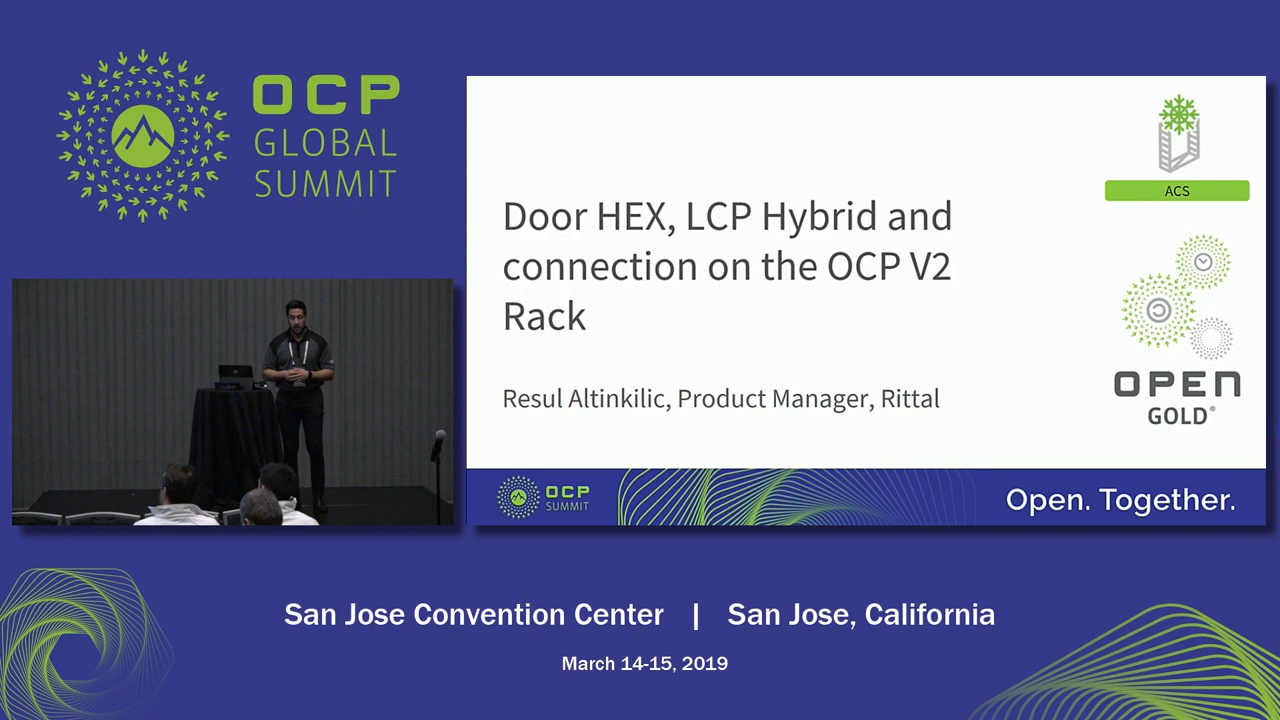 OCP
GLOBAL
SUMMIT
ACS
Door HEX, LCP Hybrid and
connection on the OCP V2
Rack
Resul Altinkilic, Product Manager, Rittal
OPEN
GOLD®
OCP
SUMMIT
Open. Together.
San Jose Convention Center | San Jose, California
March 14-15, 2019